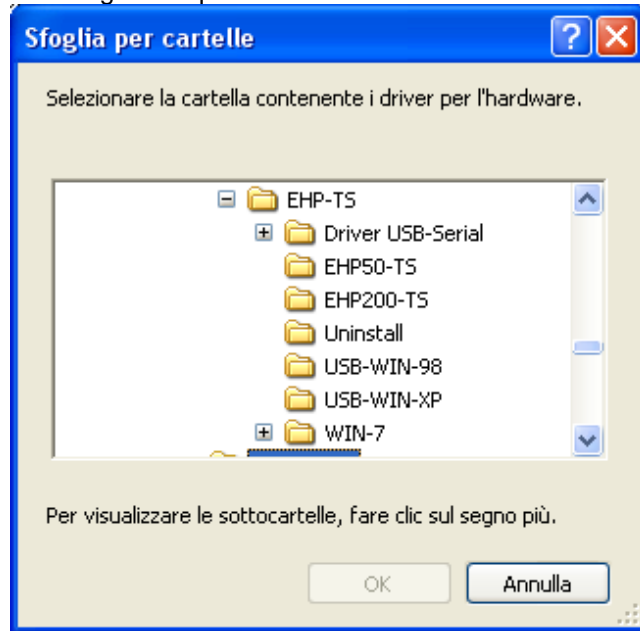 Sfoglia per cartelle
Selezionare la cartella contenente i driver per l'hardware.
EHP-TS
Driver USB-Serial
EHP50-TS
EHP200-TS
Uninstall
USB-WIN-98
USB-WIN-XP
WIN-7
Per visualizzare le sottocartelle, fare clic sul segno più.
OK Annulla